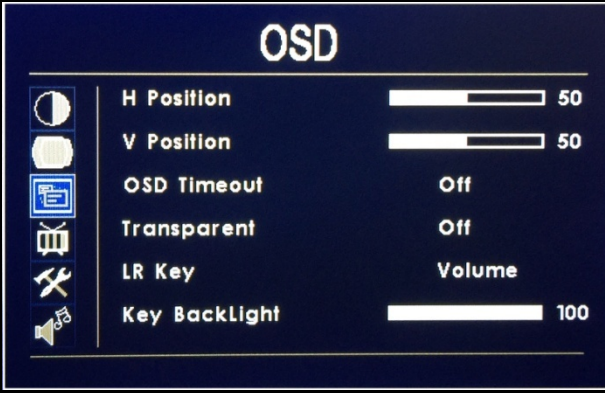 OSD
H Position 50
V Position 50
OSD Timeout Off
Transparent Off
LR Key Volume
Key BackLight 100